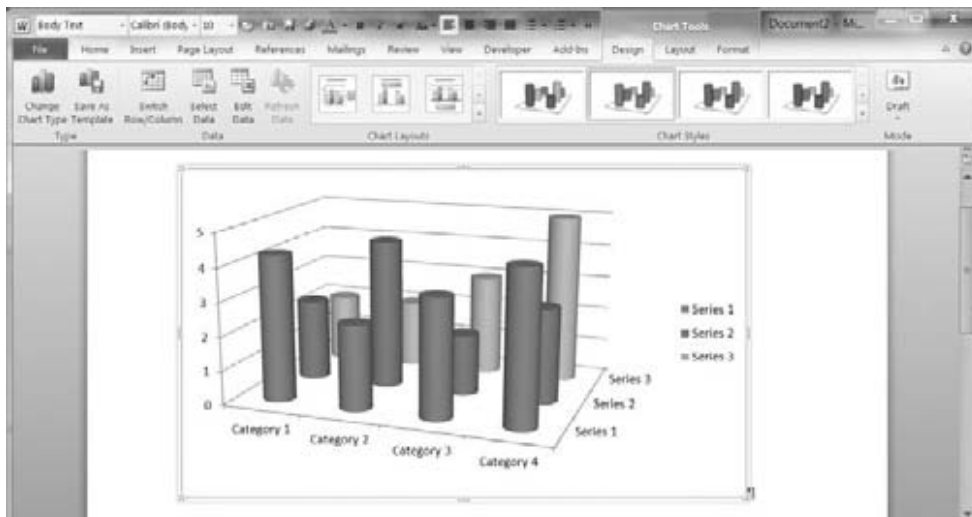 W Body Text Calibri (Body 10
Chart Tools
Document2 - Mi...
File Home Insert Page Layout References Mailings Review View Developer Add-Ins Design Layout Format
Change Chart Type
Save As Template
Switch Row/Column
Select Data
Edit Data
Refresh Data
Draft
Type Data Chart Layouts Chart Styles Mode
5
4
3
2
1
0
Category 1
Category 2
Category 3
Category 4
Series 3
Series 2
Series 1
Series 1
Series 2
Series 3